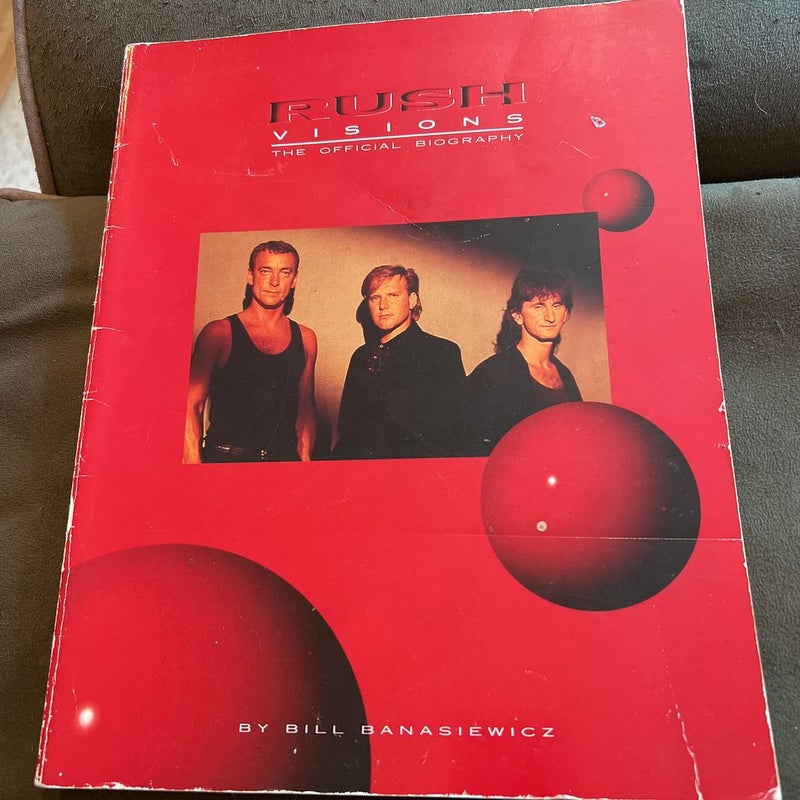 RUSH
VISIONS
THE OFFICIAL BIOGRAPHY
BY BILL BANASIEWICZ